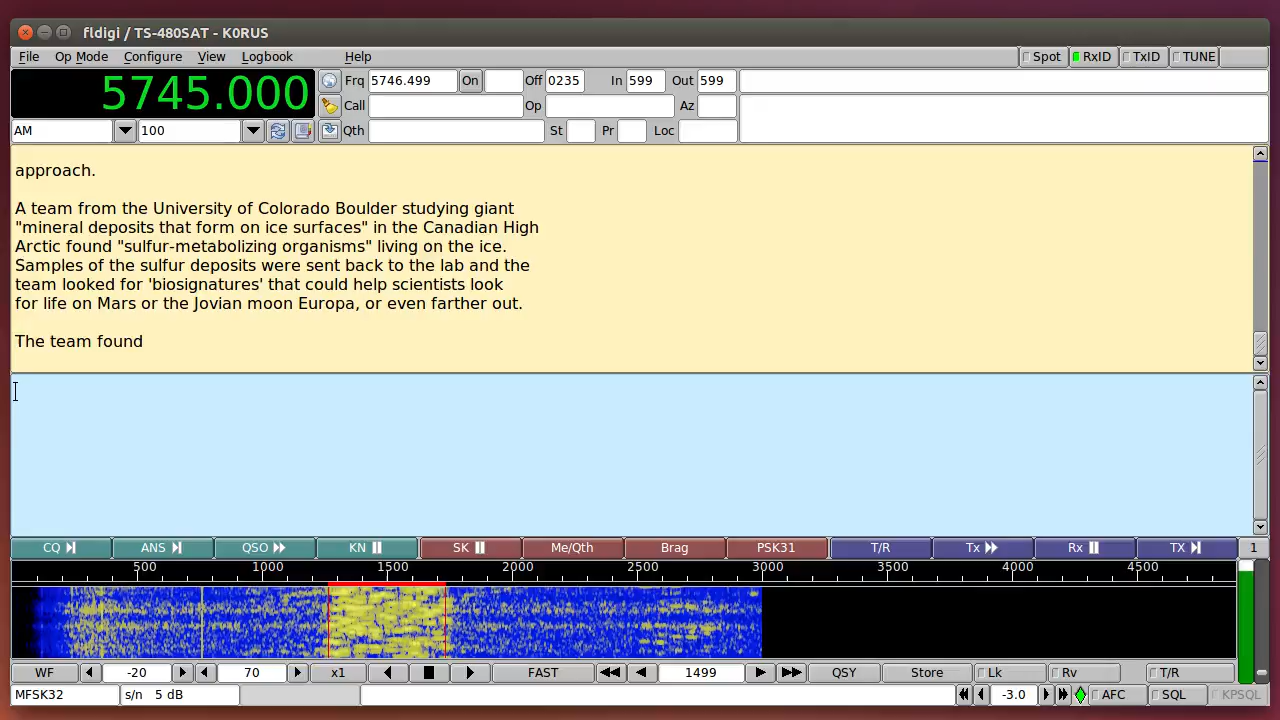 fldigi / TS-480SAT - K0RUS
File Op Mode Configure View Logbook Help Spot RxID TxID TUNE
5745.000 Frq 5746.499 On Off 0235 In 599 Out 599
Call Op Az
AM 100 Qth St Pr Loc
approach.
A team from the University of Colorado Boulder studying giant
"mineral deposits that form on ice surfaces" in the Canadian High
Arctic found "sulfur-metabolizing organisms" living on the ice.
Samples of the sulfur deposits were sent back to the lab and the
team looked for 'biosignatures' that could help scientists look
for life on Mars or the Jovian moon Europa, or even farther out.
The team found
CQ ANS QSO KN SK Me/Qth Brag PSK31 T/R Tx Rx TX 1
500 1000 1500 2000 2500 3000 3500 4000 4500
WF -20 70 x1 FAST 1499 QSY Store Lk Rv T/R
MFSK32 s/n 5 dB -3.0 AFC SQL KPSQL